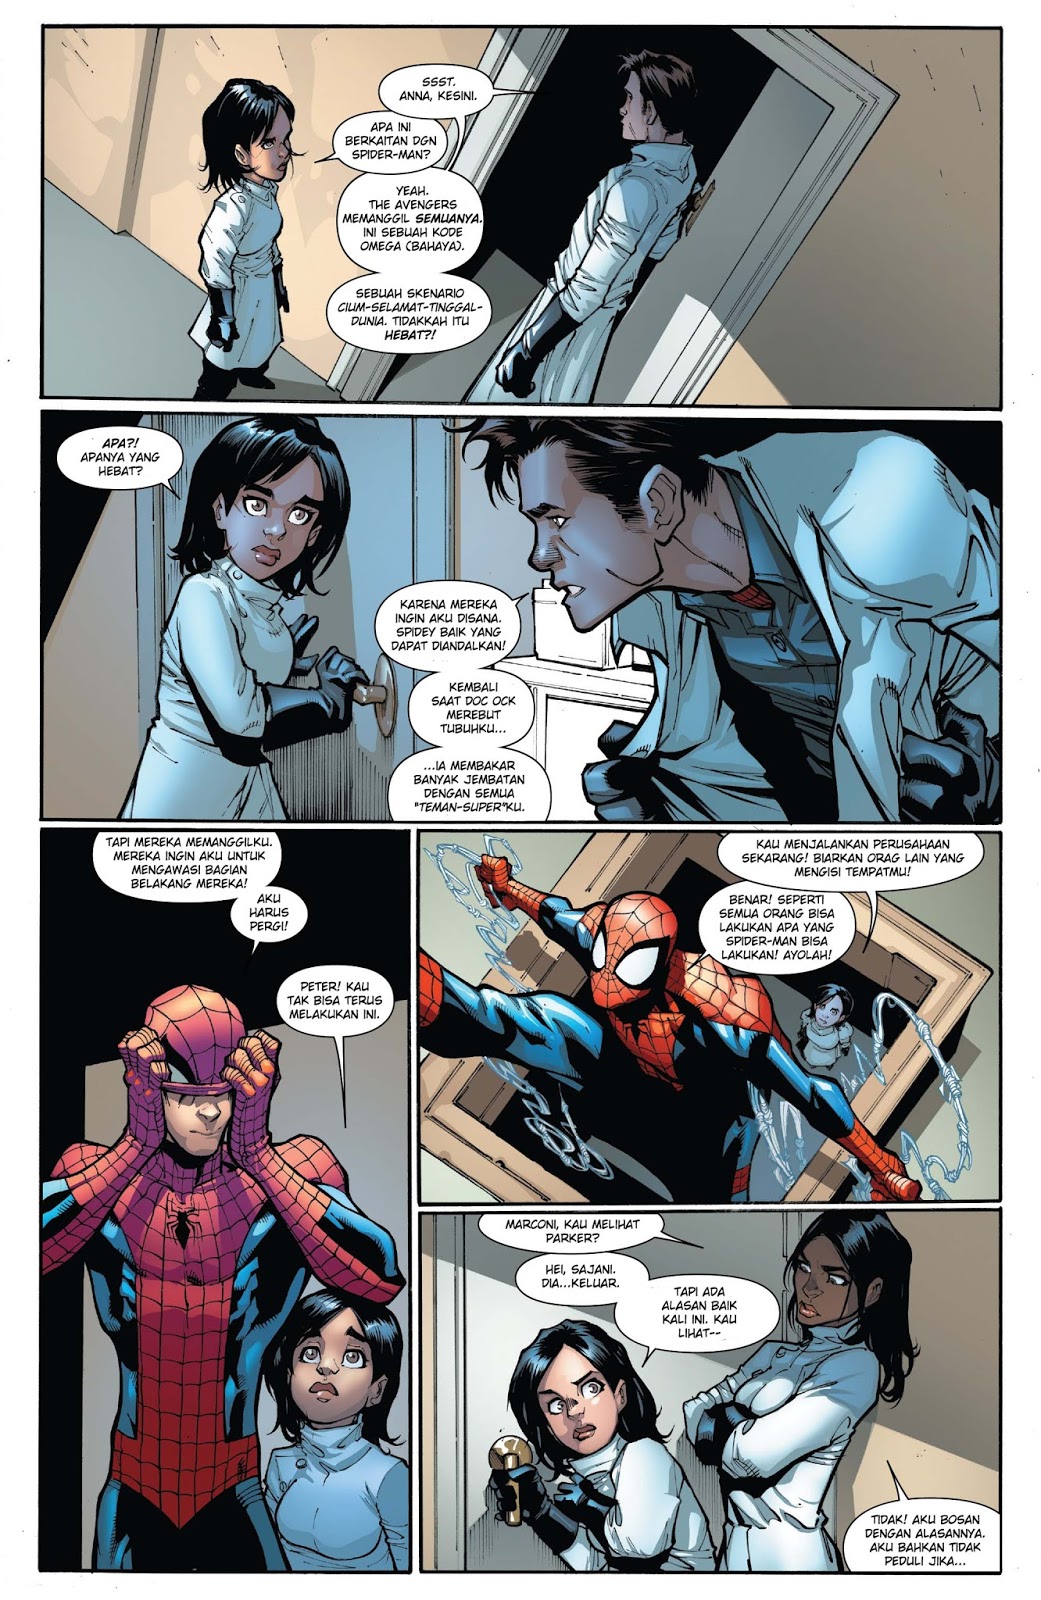 SSST.
ANNA, KESINI.
APA INI
BERKAITAN DGN
SPIDER-MAN?
YEAH.
THE AVENGERS
MEMANGGIL SEMUANYA.
INI SEBUAH KODE
OMEGA (BAHAYA).
SEBUAH SKENARIO
CIUM-SELAMAT-TINGGAL-
DUNIA. TIDAKKAH ITU
HEBAT?!
APA?!
APANYA YANG
HEBAT?
KARENA MEREKA
INGIN AKU DISANA.
SPIDEY BAIK YANG
DAPAT DIANDALKAN!
KEMBALI
SAAT DOC OCK
MEREBUT
TUBUHKU...
...IA MEMBAKAR
BANYAK JEMBATAN
DENGAN SEMUA
"TEMAN-SUPER"KU.
TAPI MEREKA MEMANGGILKU.
MEREKA INGIN AKU UNTUK
MENGAWASI BAGIAN
BELAKANG MEREKA!
AKU
HARUS
PERGI!
PETER! KAU
TAK BISA TERUS
MELAKUKAN INI.
KAU MENJALANKAN PERUSAHAAN
SEKARANG! BIARKAN ORAG LAIN YANG
MENGISI TEMPATMU!
BENAR! SEPERTI
SEMUA ORANG BISA
LAKUKAN APA YANG
SPIDER-MAN BISA
LAKUKAN! AYOLAH!
MARCONI, KAU MELIHAT
PARKER?
HEI, SAJANI.
DIA...KELUAR.
TAPI ADA
ALASAN BAIK
KALI INI. KAU
LIHAT--
TIDAK! AKU BOSAN
DENGAN ALASANNYA.
AKU BAHKAN TIDAK
PEDULI JIKA...